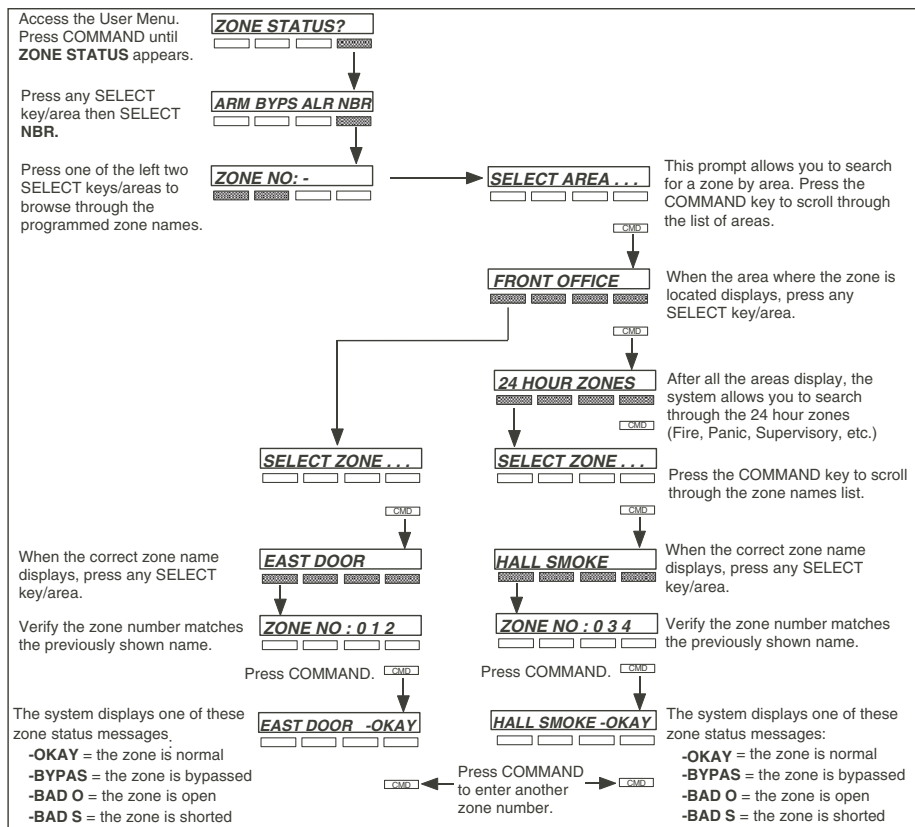 Access the User Menu.
Press COMMAND until
ZONE STATUS appears.
ZONE STATUS?
Press any SELECT
key/area then SELECT
NBR.
ARM BYPS ALR NBR
Press one of the left two
SELECT keys/areas to
browse through the
programmed zone names.
ZONE NO: -
SELECT AREA . . .
This prompt allows you to search
for a zone by area. Press the
COMMAND key to scroll through
the list of areas.
CMD
FRONT OFFICE
When the area where the zone is
located displays, press any
SELECT key/area.
CMD
24 HOUR ZONES
After all the areas display, the
system allows you to search
through the 24 hour zones
(Fire, Panic, Supervisory, etc.)
CMD
SELECT ZONE . . .
SELECT ZONE . . .
Press the COMMAND key to scroll
through the zone names list.
CMD
CMD
When the correct zone name
displays, press any SELECT
key/area.
EAST DOOR
HALL SMOKE
When the correct zone name
displays, press any SELECT
key/area.
Verify the zone number matches
the previously shown name.
ZONE NO : 0 1 2
ZONE NO : 0 3 4
Verify the zone number matches
the previously shown name.
Press COMMAND. CMD
Press COMMAND. CMD
The system displays one of these
zone status messages:
-OKAY = the zone is normal
-BYPAS = the zone is bypassed
-BAD O = the zone is open
-BAD S = the zone is shorted
EAST DOOR -OKAY
HALL SMOKE -OKAY
The system displays one of these
zone status messages:
-OKAY = the zone is normal
-BYPAS = the zone is bypassed
-BAD O = the zone is open
-BAD S = the zone is shorted
CMD
Press COMMAND
to enter another
zone number.
CMD